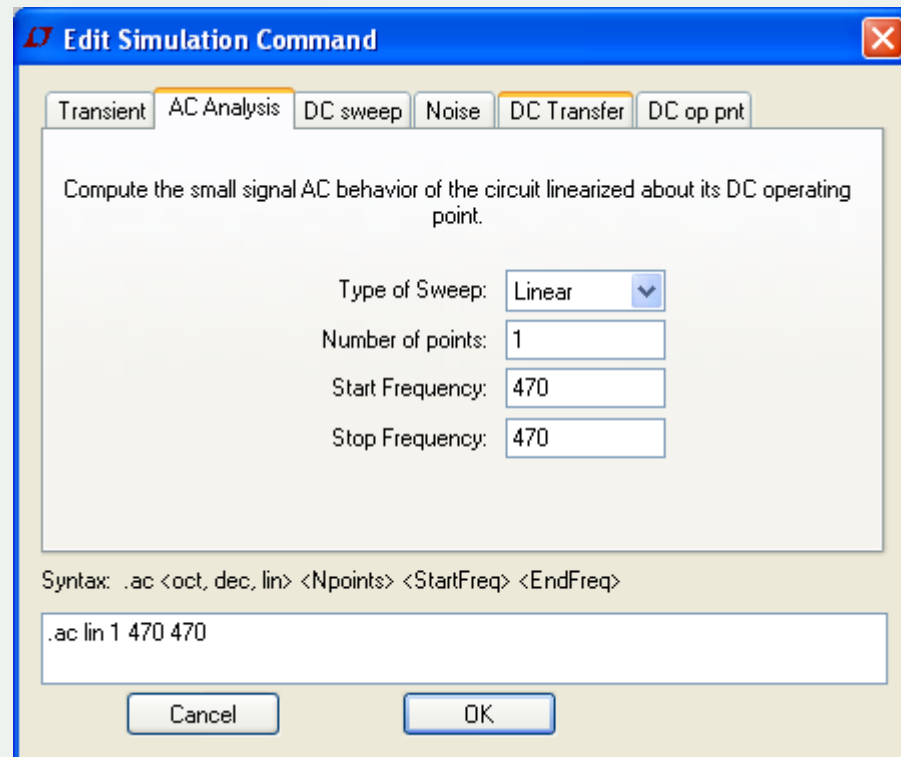 Edit Simulation Command
Transient AC Analysis DC sweep Noise DC Transfer DC op pnt
Compute the small signal AC behavior of the circuit linearized about its DC operating
point.
Type of Sweep: Linear
Number of points: 1
Start Frequency: 470
Stop Frequency: 470
Syntax: .ac <oct, dec, lin> <Npoints> <StartFreq> <EndFreq>
.ac lin 1 470 470
Cancel OK